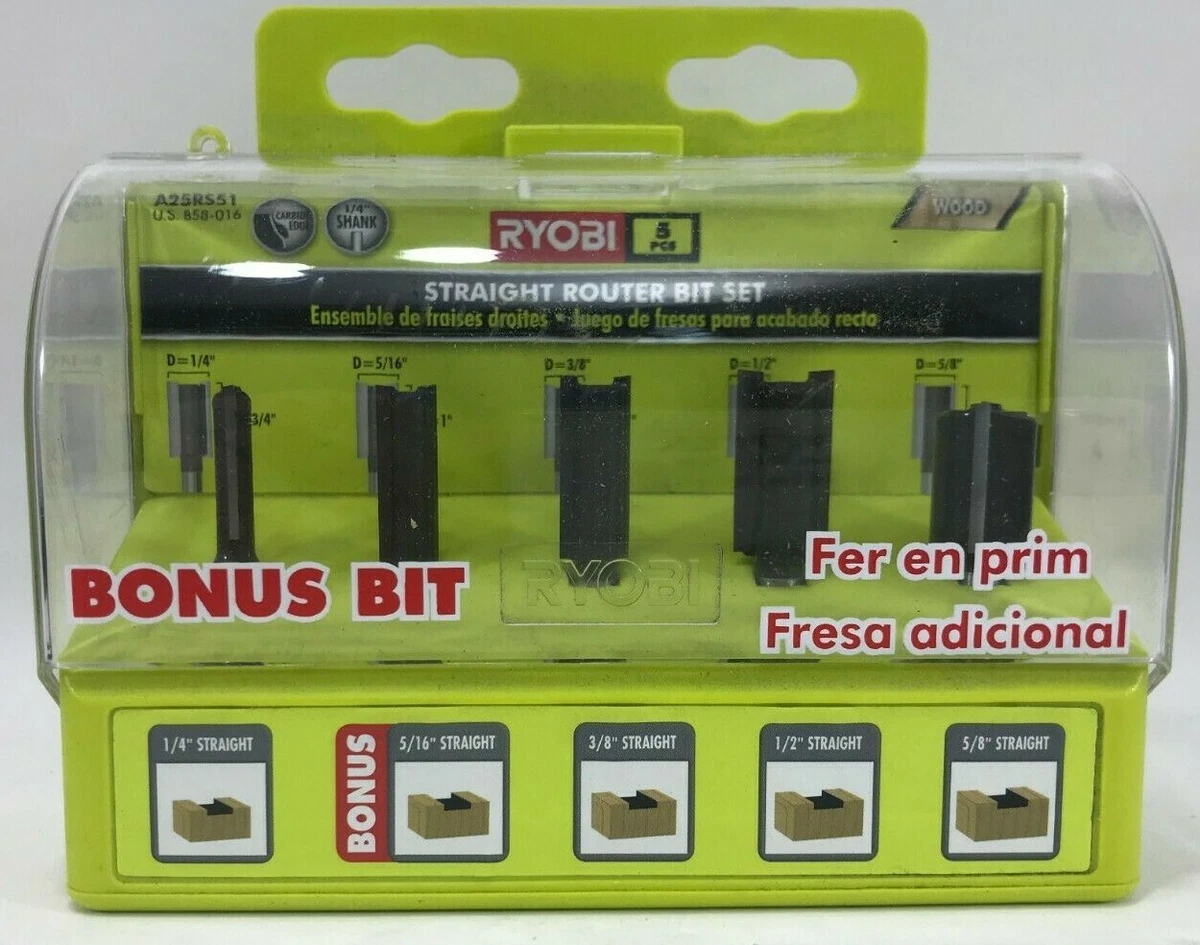 A25RS51
U.S. 858-016
CARBIDE EDGE
1/4" SHANK
RYOBI
5 PCS
WOOD
STRAIGHT ROUTER BIT SET
Ensemble de fraises droites - Juego de fresas para acabado recto
D=1/4"
D=5/16"
D=3/8"
D=1/2"
D=5/8"
3/4"
1"
BONUS BIT
RYOBI
Fer en prim
Fresa adicional
1/4" STRAIGHT
BONUS
5/16" STRAIGHT
3/8" STRAIGHT
1/2" STRAIGHT
5/8" STRAIGHT